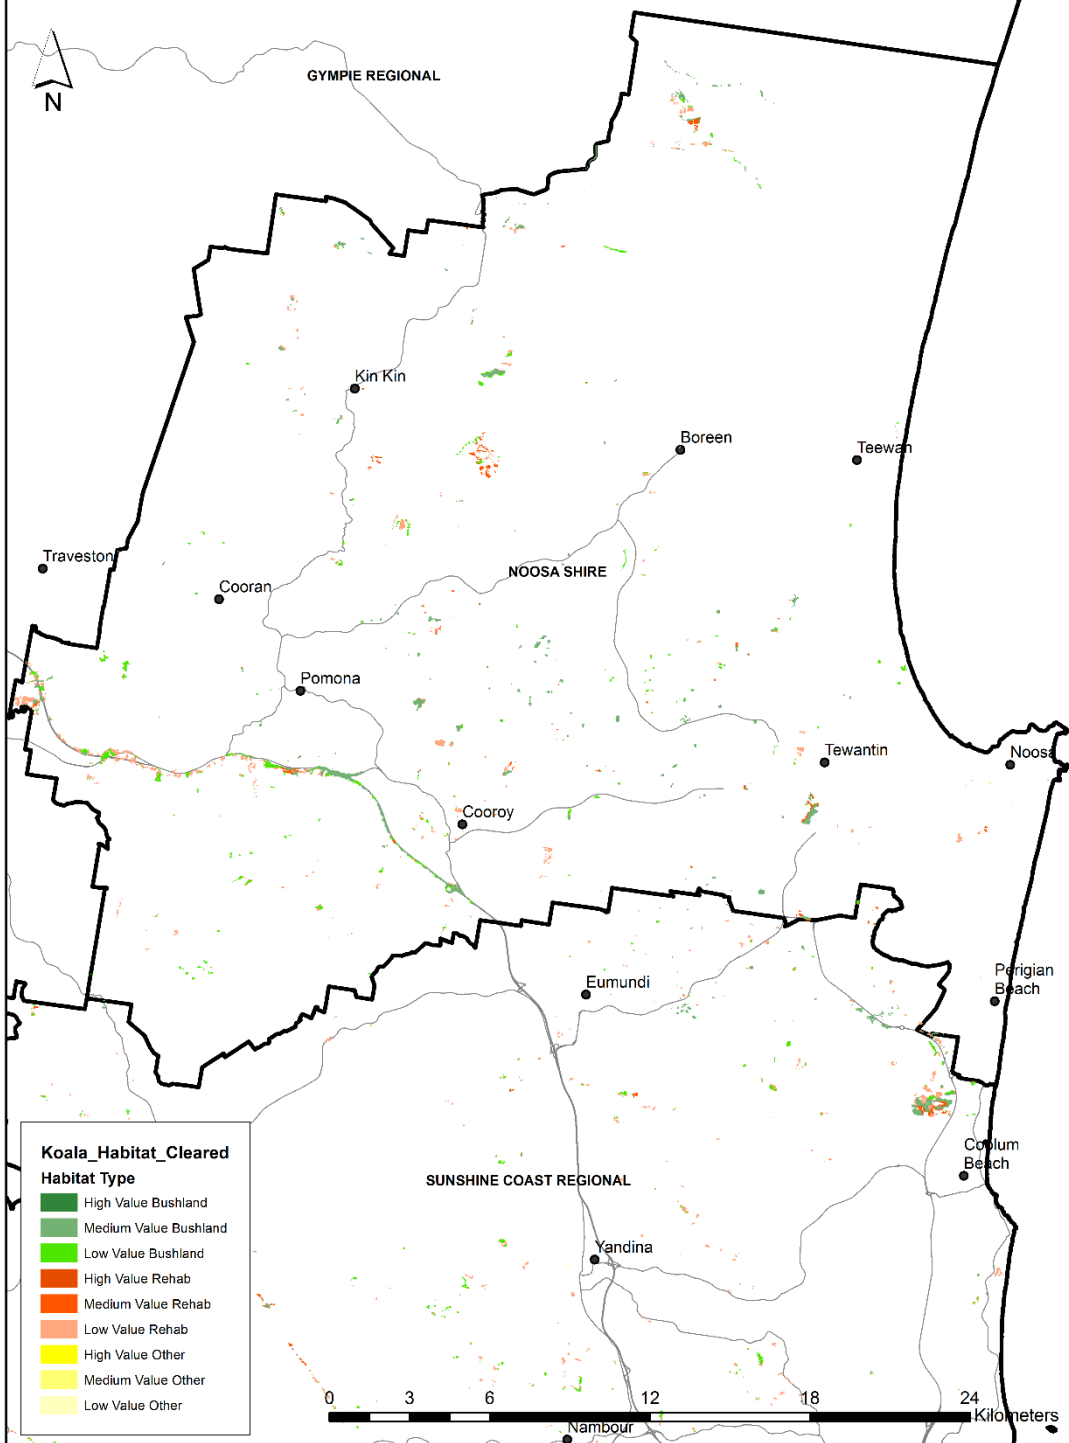 GYMPIE REGIONAL
N
Kin Kin
Boreen
Teewan
Traveston
NOOSA SHIRE
Cooran
Pomona
Tewantin
Noosa
Cooroy
Eumundi
Perigian
Beach
Koala_Habitat_Cleared
Habitat Type
High Value Bushland
Medium Value Bushland
Low Value Bushland
High Value Rehab
Medium Value Rehab
Low Value Rehab
High Value Other
Medium Value Other
Low Value Other
Coolum
Beach
SUNSHINE COAST REGIONAL
Yandina
0 3 6 12 18 24
Kilometers
Nambour